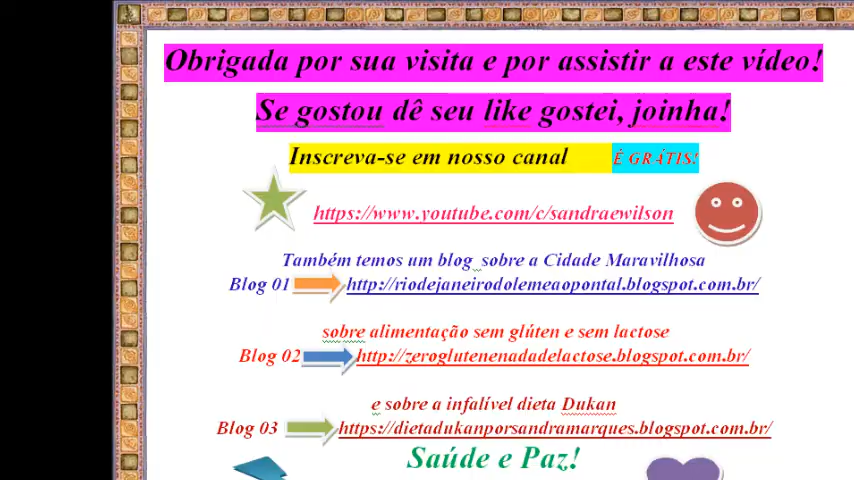 Obrigada por sua visita e por assistir a este vídeo!
Se gostou dê seu like gostei, joinha!
Inscreva-se em nosso canal É GRÁTIS!
https://www.youtube.com/c/sandraewilson
Também temos um blog sobre a Cidade Maravilhosa
Blog 01 http://riodejaneirodolemeaopontal.blogspot.com.br/
sobre alimentação sem glúten e sem lactose
Blog 02 http://zeroglutenenadadelactose.blogspot.com.br/
e sobre a infalível dieta Dukan
Blog 03 https://dietadukanporsandramarques.blogspot.com.br/
Saúde e Paz!